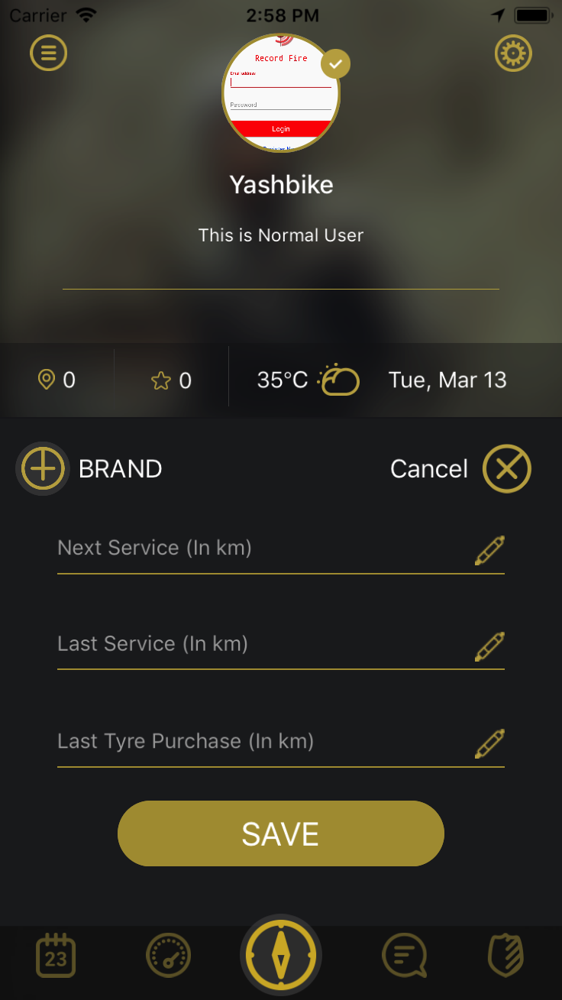 Carrier 2:58 PM
Record Fire
Email address
Password
Login
Yashbike
This is Normal User
0 0 35°C Tue, Mar 13
BRAND Cancel
Next Service (In km)
Last Service (In km)
Last Tyre Purchase (In km)
SAVE
23